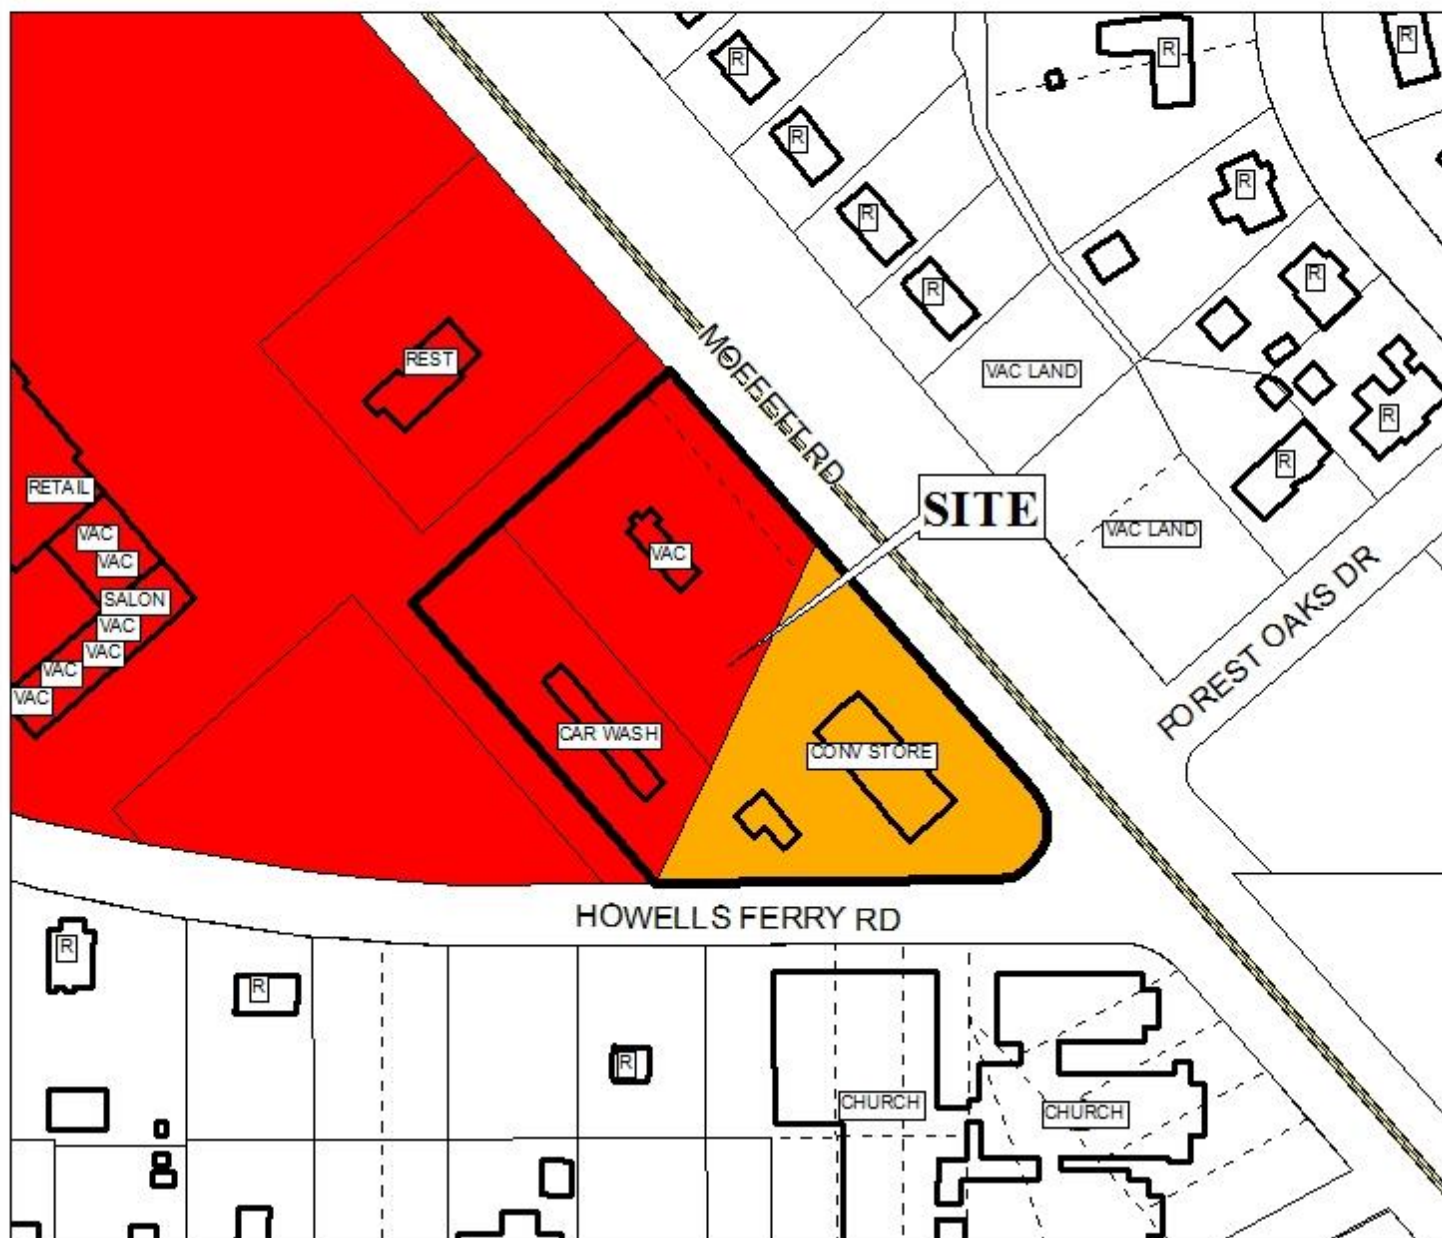 R
R
R
R
R
R
R
REST
MOFFETT RD
R
VAC LAND
R
R
RETAIL
SITE
VAC
VAC
VAC
VAC LAND
SALON
VAC
VAC
VAC
VAC
FOREST OAKS DR
CAR WASH
CONV STORE
HOWELLS FERRY RD
R
R
R
CHURCH
CHURCH